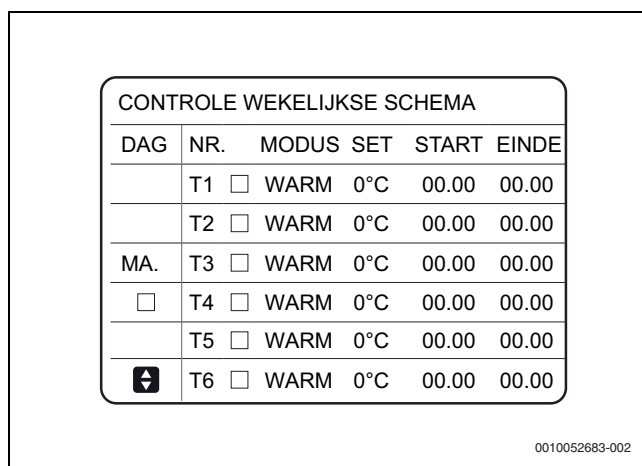 CONTROLE WEKELIJKSE SCHEMA
DAG NR. MODUS SET START EINDE
T1 □ WARM 0°C 00.00 00.00
T2 □ WARM 0°C 00.00 00.00
MA. T3 □ WARM 0°C 00.00 00.00
□ T4 □ WARM 0°C 00.00 00.00
T5 □ WARM 0°C 00.00 00.00
T6 □ WARM 0°C 00.00 00.00
0010052683-002